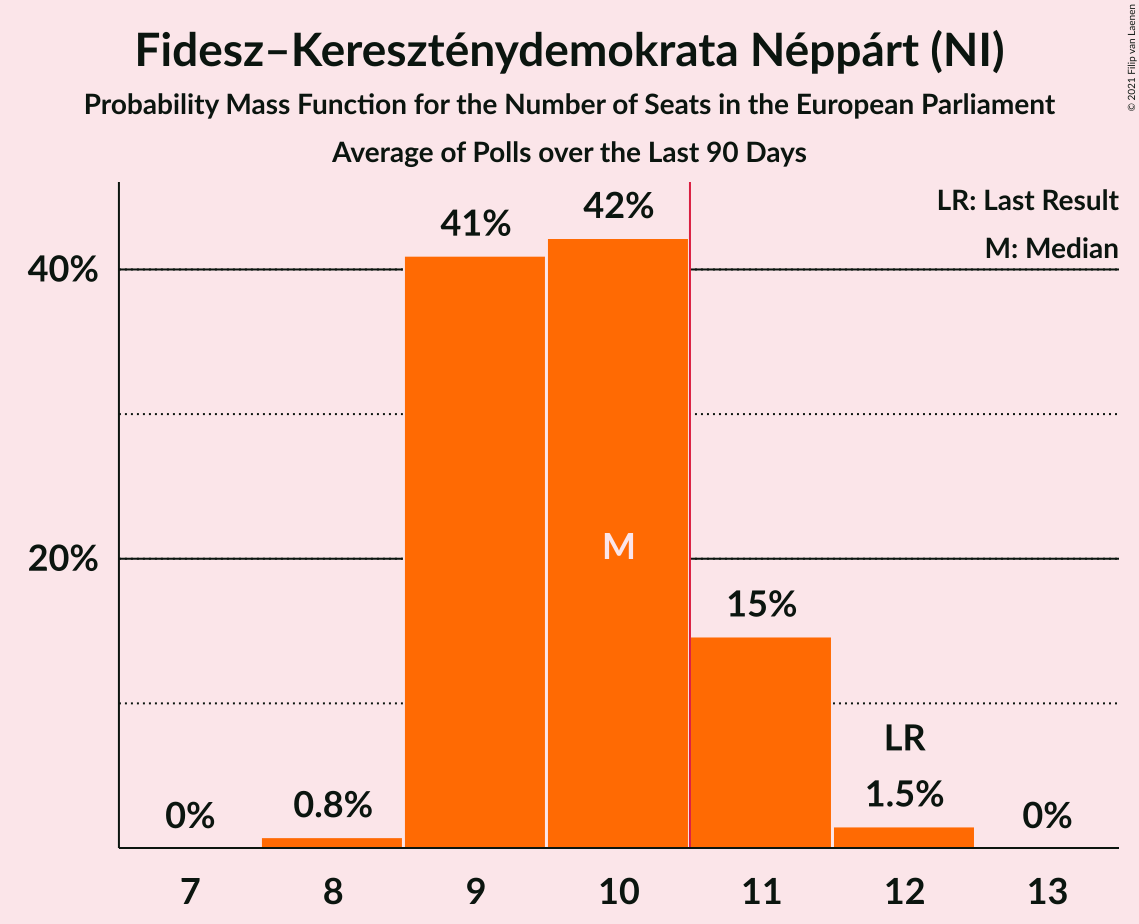 Fidesz–Kereszténydemokrata Néppárt (NI)
Probability Mass Function for the Number of Seats in the European Parliament
Average of Polls over the Last 90 Days
© 2021 Filip van Laenen
LR: Last Result
M: Median
40%
20%
0%
0.8%
41%
42%
M
15%
LR
1.5%
0%
7
8
9
10
11
12
13